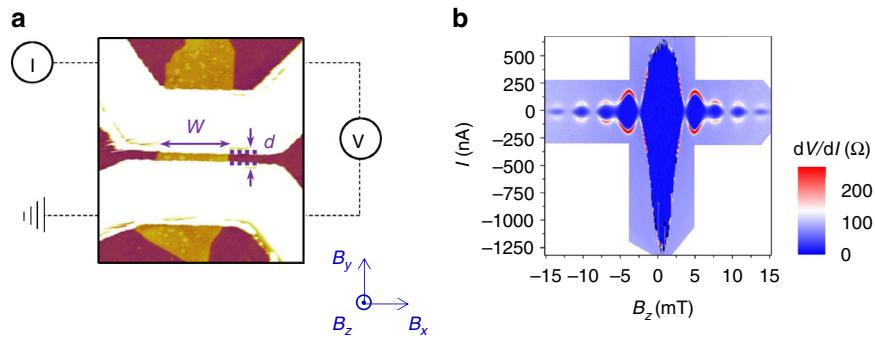 a
I
W
d
V
B_y
B_z
B_x
b
500
250
0
−250
−500
−750
−1000
−1250
I (nA)
−15 −10 −5 0 5 10 15
B_z (mT)
dV/dI (Ω)
200
100
0